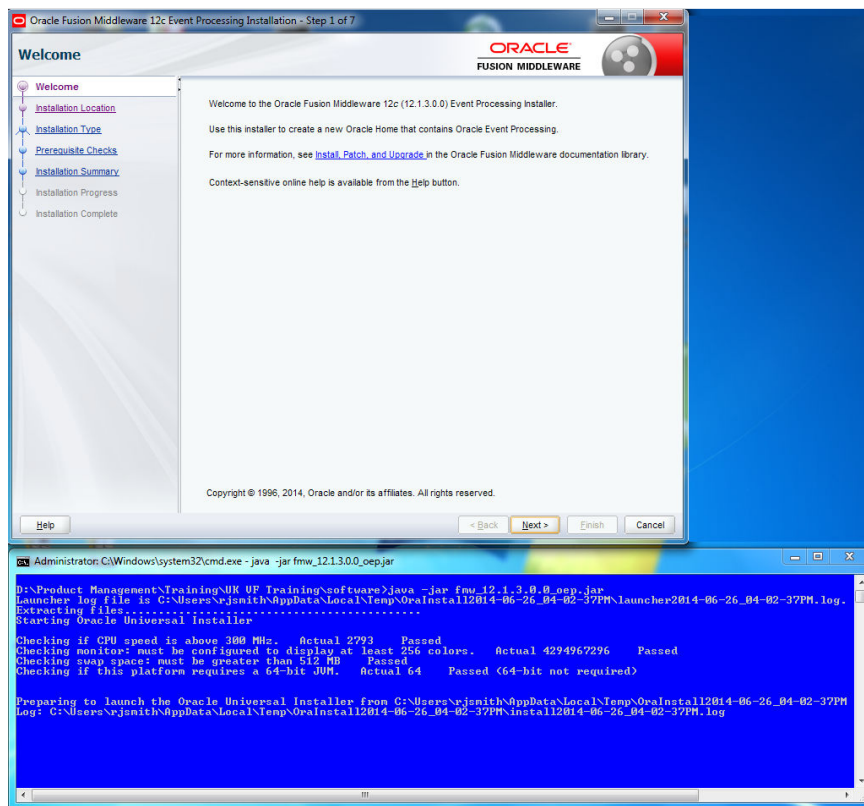 Oracle Fusion Middleware 12c Event Processing Installation - Step 1 of 7
Welcome
ORACLE
FUSION MIDDLEWARE
Welcome
Installation Location
Installation Type
Prerequisite Checks
Installation Summary
Installation Progress
Installation Complete
Welcome to the Oracle Fusion Middleware 12c (12.1.3.0.0) Event Processing Installer.
Use this installer to create a new Oracle Home that contains Oracle Event Processing.
For more information, see Install, Patch, and Upgrade in the Oracle Fusion Middleware documentation library.
Context-sensitive online help is available from the Help button.
Copyright © 1996, 2014, Oracle and/or its affiliates. All rights reserved.
Help
< Back Next > Finish Cancel
Administrator: C:\Windows\system32\cmd.exe - java -jar fmw_12.1.3.0.0_oep.jar
D:\Product Management\Training\UK VF Training\software>java -jar fmw_12.1.3.0.0_oep.jar
Launcher log file is C:\Users\rjsmith\AppData\Local\Temp\OraInstall2014-06-26_04-02-37PM\launcher2014-06-26_04-02-37PM.log.
Extracting files..................................................
Starting Oracle Universal Installer
Checking if CPU speed is above 300 MHz.   Actual 2793    Passed
Checking monitor: must be configured to display at least 256 colors.   Actual 4294967296    Passed
Checking swap space: must be greater than 512 MB    Passed
Checking if this platform requires a 64-bit JVM.   Actual 64    Passed (64-bit not required)
Preparing to launch the Oracle Universal Installer from C:\Users\rjsmith\AppData\Local\Temp\OraInstall2014-06-26_04-02-37PM
Log: C:\Users\rjsmith\AppData\Local\Temp\OraInstall2014-06-26_04-02-37PM\install2014-06-26_04-02-37PM.log